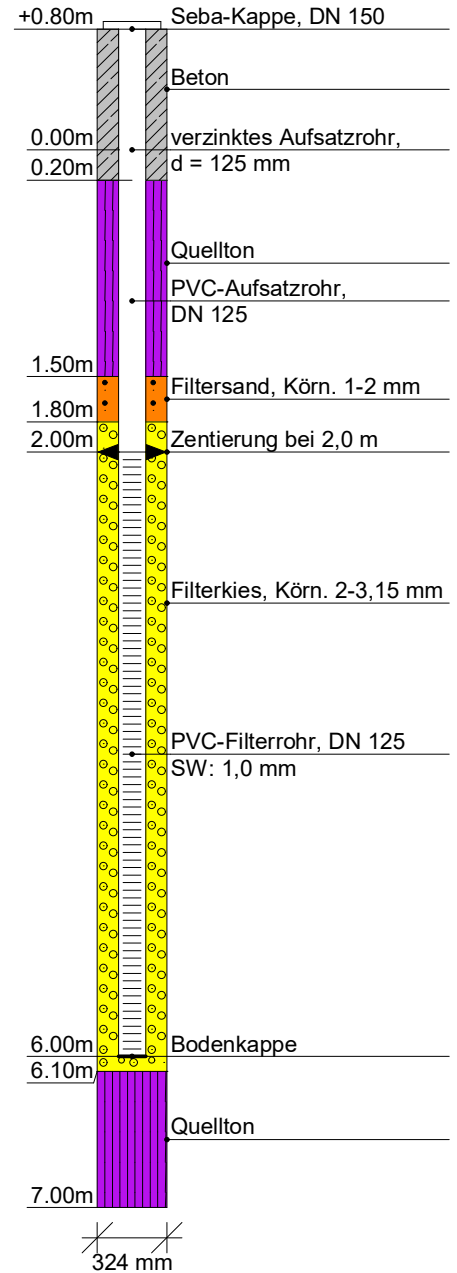 +0.80m Seba-Kappe, DN 150
Beton
0.00m verzinktes Aufsatzrohr,
0.20m d = 125 mm
Quellton
PVC-Aufsatzrohr,
DN 125
1.50m
Filtersand, Körn. 1-2 mm
1.80m
2.00m Zentierung bei 2,0 m
Filterkies, Körn. 2-3,15 mm
PVC-Filterrohr, DN 125
SW: 1,0 mm
6.00m Bodenkappe
6.10m
Quellton
7.00m
324 mm